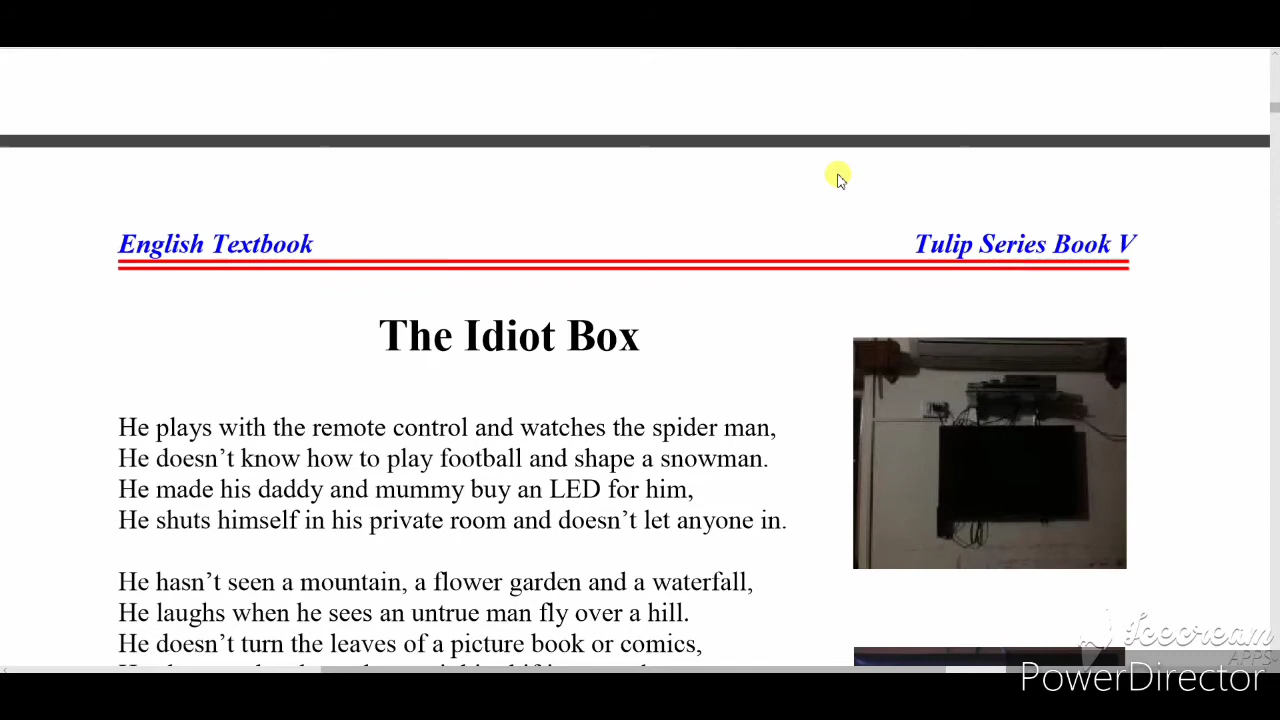 English Textbook
Tulip Series Book V
The Idiot Box
He plays with the remote control and watches the spider man,
He doesn't know how to play football and shape a snowman.
He made his daddy and mummy buy an LED for him,
He shuts himself in his private room and doesn't let anyone in.
He hasn't seen a mountain, a flower garden and a waterfall,
He laughs when he sees an untrue man fly over a hill.
He doesn't turn the leaves of a picture book or comics,
Icecream
APPS
PowerDirector